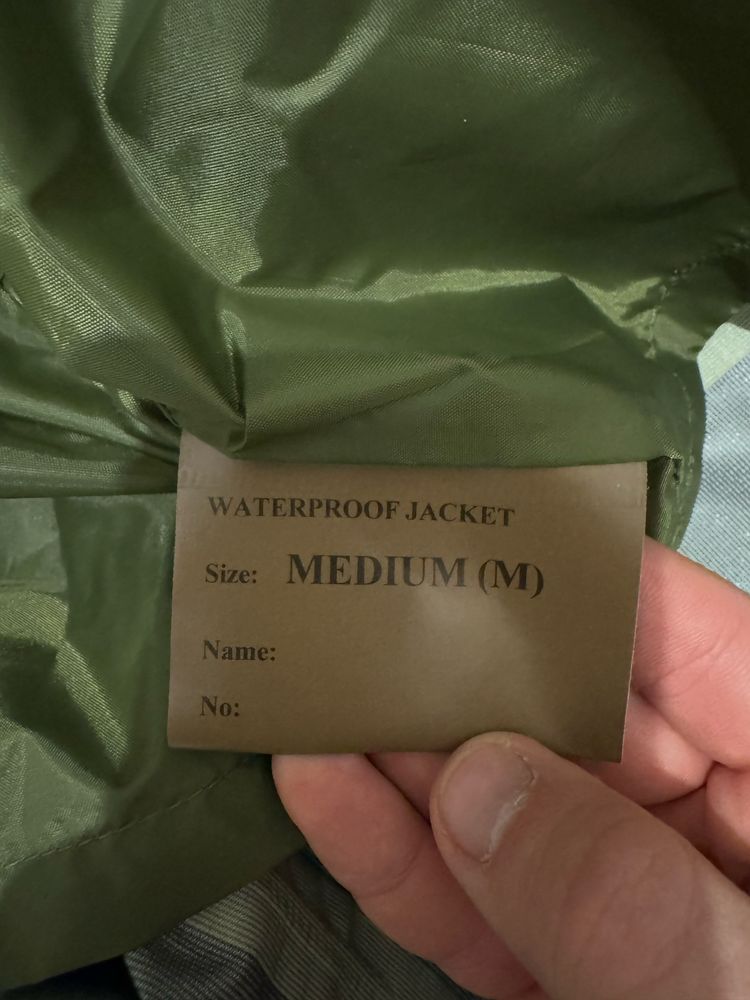 WATERPROOF JACKET
Size: MEDIUM (M)
Name:
No: